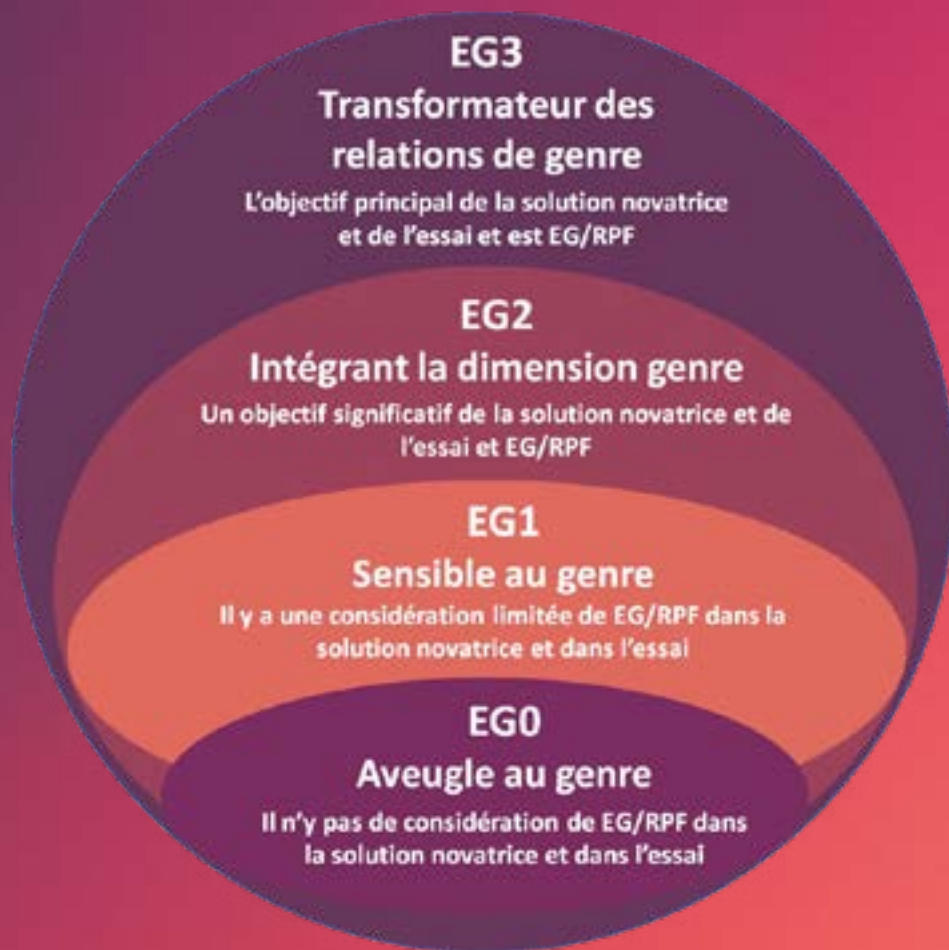 EG3
Transformateur des
relations de genre
L'objectif principal de la solution novatrice
et de l'essai et est EG/RPF
EG2
Intégrant la dimension genre
Un objectif significatif de la solution novatrice et de
l'essai et EG/RPF
EG1
Sensible au genre
Il y a une considération limitée de EG/RPF dans la
solution novatrice et dans l'essai
EG0
Aveugle au genre
Il n'y pas de considération de EG/RPF dans
la solution novatrice et dans l'essai